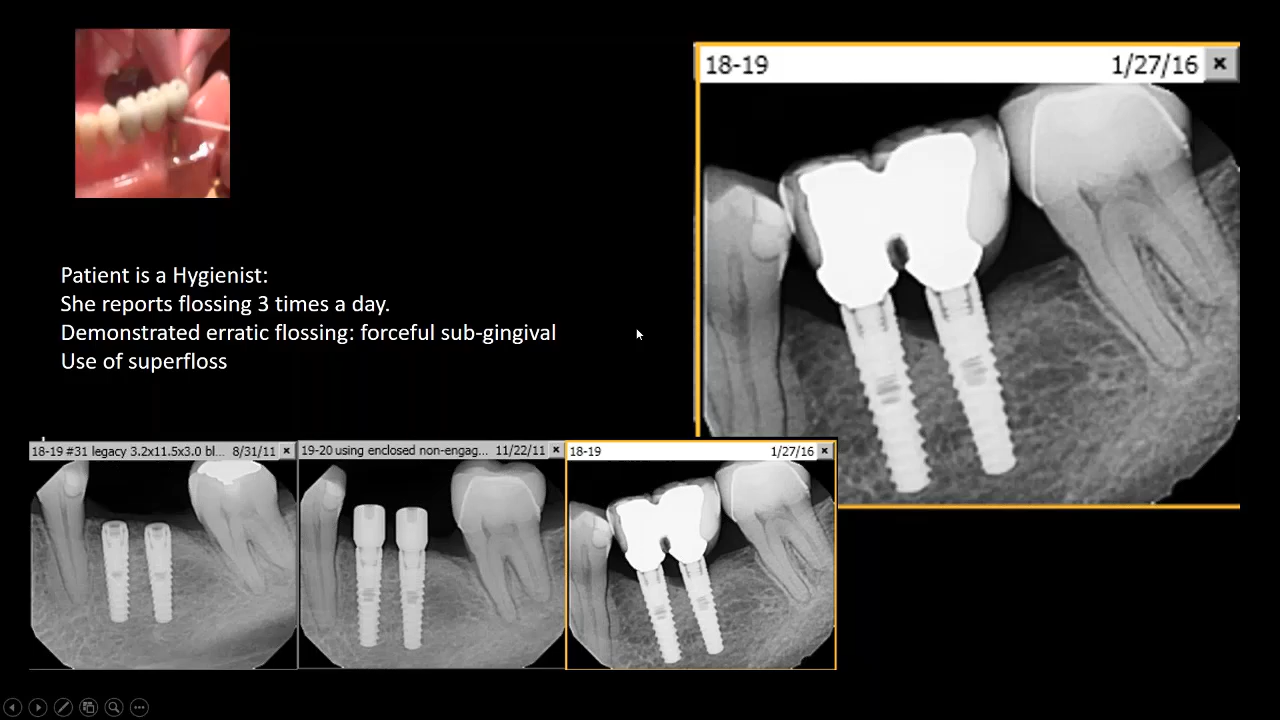 18-19 1/27/16
Patient is a Hygienist:
She reports flossing 3 times a day.
Demonstrated erratic flossing: forceful sub-gingival
Use of superfloss
18-19 #31 legacy 3.2x11.5x3.0 bl... 8/31/11
19-20 using enclosed non-engag... 11/22/11
18-19 1/27/16